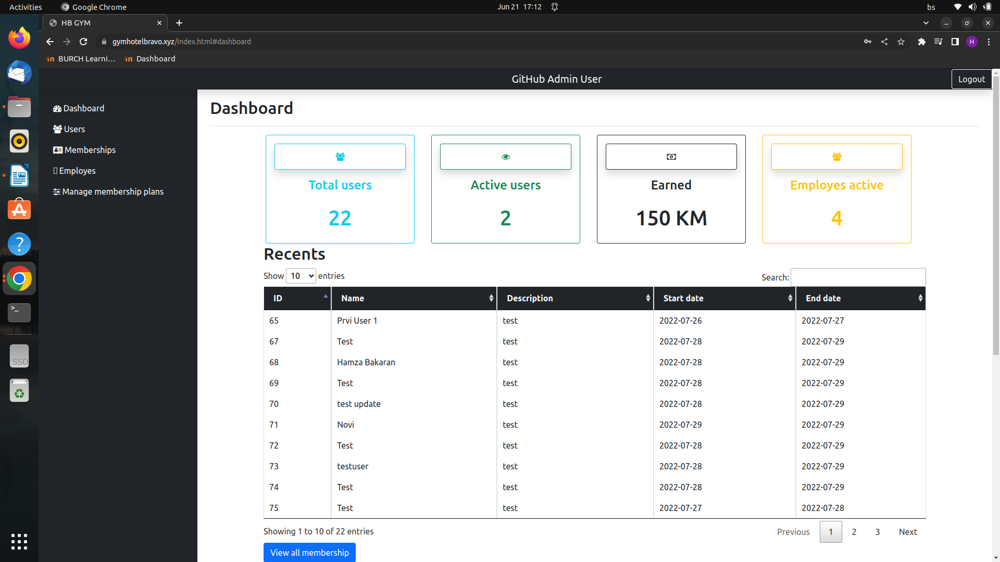 Activities Google Chrome Jun 21 17:12 bs
HB GYM
gymhotelbravo.xyz/index.html#dashboard H
BURCH Learni... Dashboard
GitHub Admin User Logout
Dashboard
Users
Memberships
Employes
Manage membership plans
Dashboard
Total users Active users Earned Employes active
22 2 150 KM 4
Recents
Show 10 entries Search:
ID Name Description Start date End date
65 Prvi User 1 test 2022-07-26 2022-07-27
67 Test test 2022-07-28 2022-07-29
68 Hamza Bakaran test 2022-07-28 2022-07-29
69 Test test 2022-07-28 2022-07-29
70 test update test 2022-07-28 2022-07-29
71 Novi test 2022-07-29 2022-07-29
72 Test test 2022-07-28 2022-07-29
73 testuser test 2022-07-28 2022-07-29
74 Test test 2022-07-28 2022-07-29
75 Test test 2022-07-27 2022-07-28
Showing 1 to 10 of 22 entries Previous 1 2 3 Next
View all membership
SSD